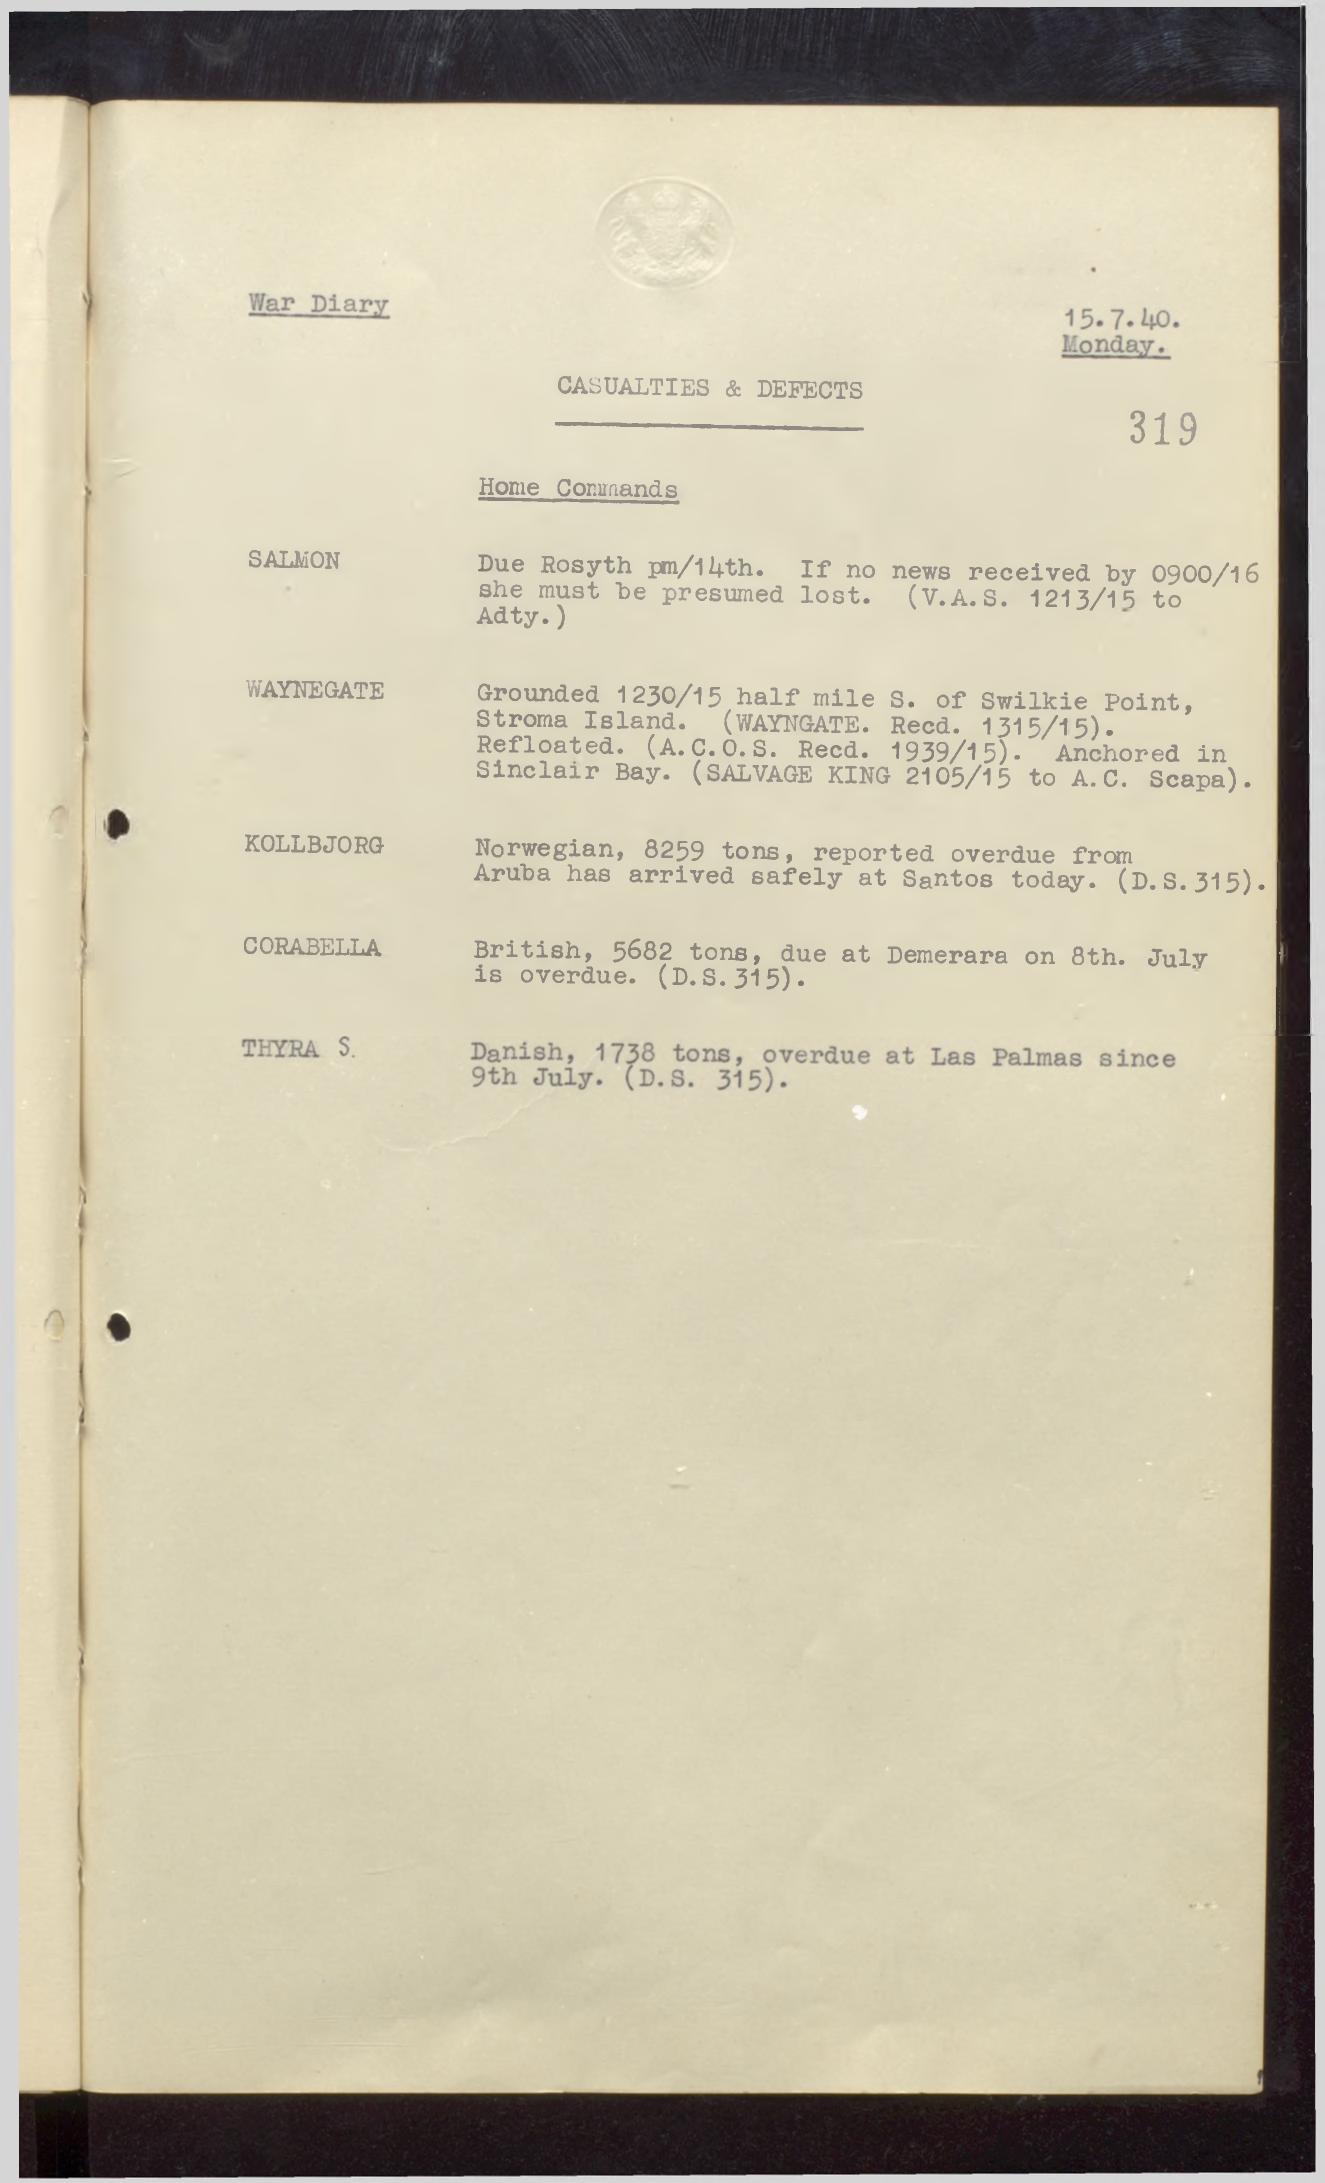 War Diary
15.7.40.
Monday.
CASUALTIES & DEFECTS
319
Home Commands
SALMON Due Rosyth pm/14th. If no news received by 0900/16
she must be presumed lost. (V.A.S. 1213/15 to
Adty.)
WAYNEGATE Grounded 1230/15 half mile S. of Swilkie Point,
Stroma Island. (WAYNGATE. Recd. 1315/15).
Refloated. (A.C.O.S. Recd. 1939/15). Anchored in
Sinclair Bay. (SALVAGE KING 2105/15 to A.C. Scapa).
KOLLBJORG Norwegian, 8259 tons, reported overdue from
Aruba has arrived safely at Santos today. (D.S.315).
CORABELLA British, 5682 tons, due at Demerara on 8th. July
is overdue. (D.S.315).
THYRA S. Danish, 1738 tons, overdue at Las Palmas since
9th July. (D.S. 315).